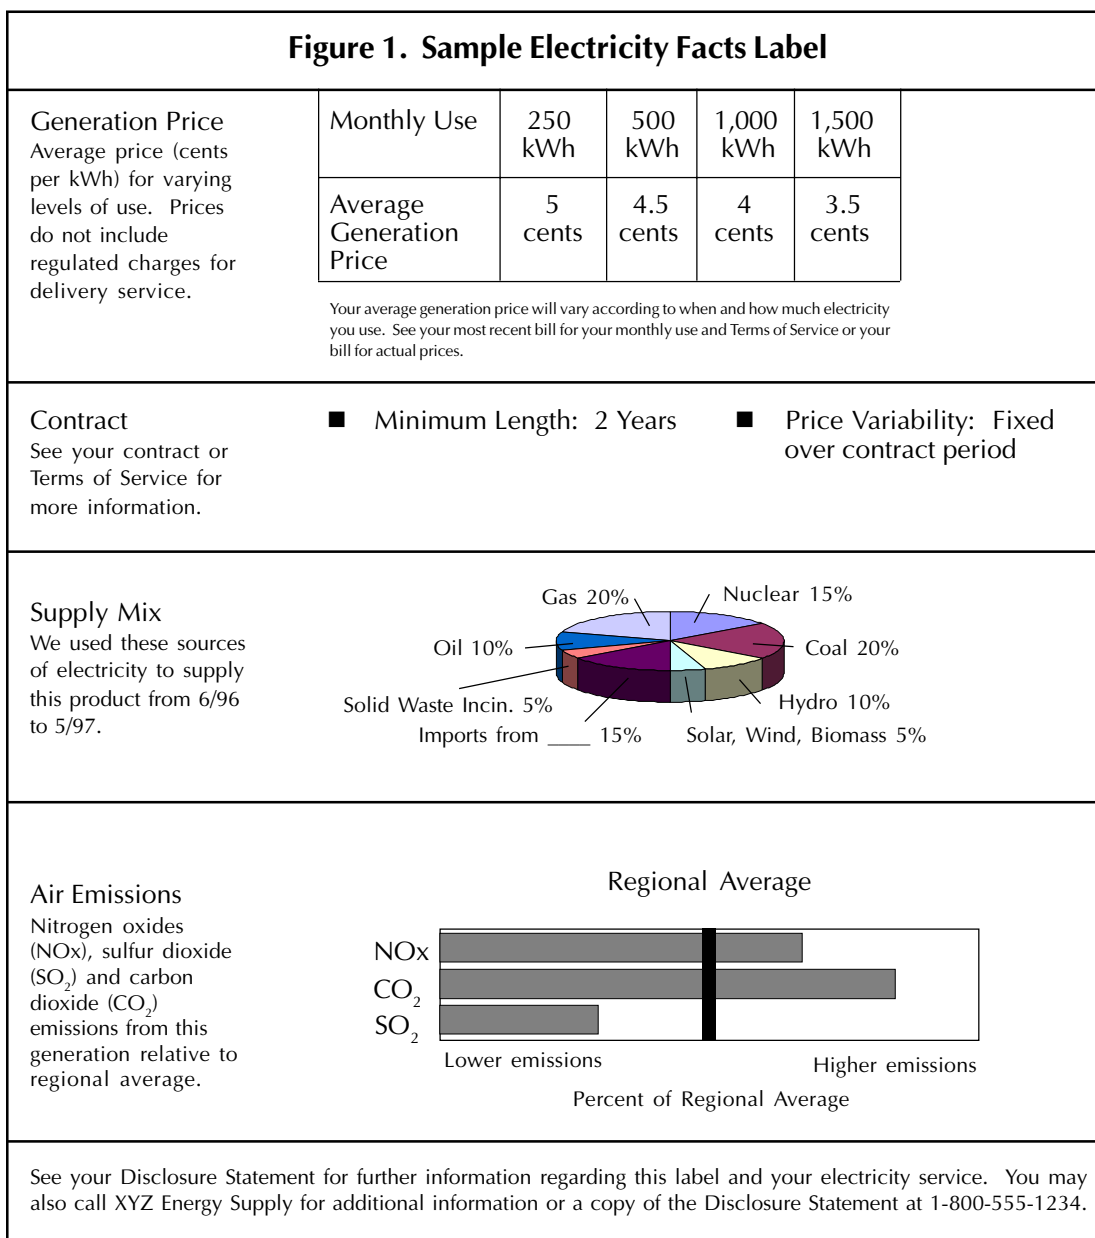 Figure 1. Sample Electricity Facts Label
Generation Price
Average price (cents
per kWh) for varying
levels of use. Prices
do not include
regulated charges for
delivery service.
Monthly Use
250
kWh
500
kWh
1,000
kWh
1,500
kWh
Average
Generation
Price
5
cents
4.5
cents
4
cents
3.5
cents
Your average generation price will vary according to when and how much electricity
you use. See your most recent bill for your monthly use and Terms of Service or your
bill for actual prices.
Contract
See your contract or
Terms of Service for
more information.
■ Minimum Length: 2 Years
■ Price Variability: Fixed
over contract period
Supply Mix
We used these sources
of electricity to supply
this product from 6/96
to 5/97.
Gas 20%
Nuclear 15%
Oil 10%
Coal 20%
Solid Waste Incin. 5%
Hydro 10%
Imports from ____ 15%
Solar, Wind, Biomass 5%
Air Emissions
Nitrogen oxides
(NOx), sulfur dioxide
(SO₂) and carbon
dioxide (CO₂)
emissions from this
generation relative to
regional average.
Regional Average
NOx
CO₂
SO₂
Lower emissions
Higher emissions
Percent of Regional Average
See your Disclosure Statement for further information regarding this label and your electricity service. You may
also call XYZ Energy Supply for additional information or a copy of the Disclosure Statement at 1-800-555-1234.